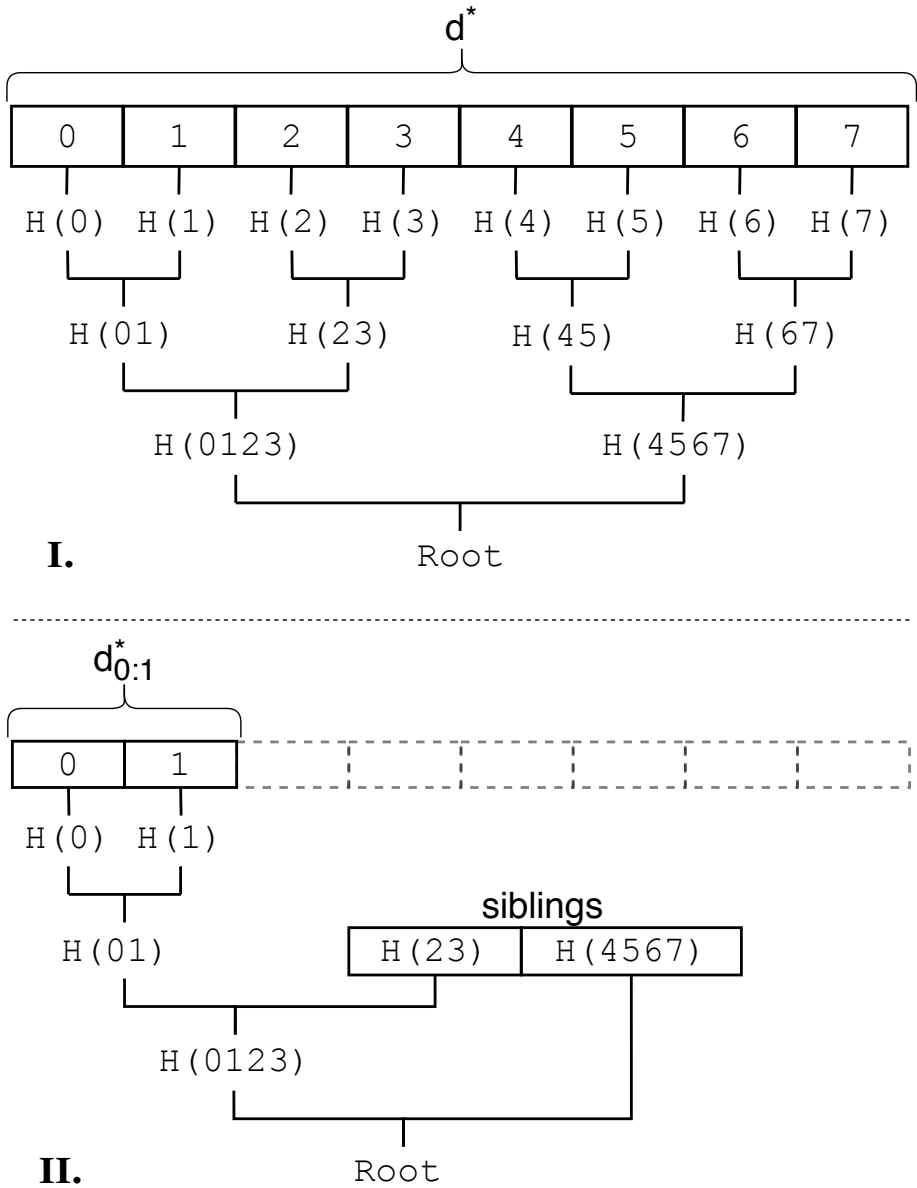 d*
0 1 2 3 4 5 6 7
H(0) H(1) H(2) H(3) H(4) H(5) H(6) H(7)
H(01) H(23) H(45) H(67)
H(0123) H(4567)
I. Root
d*0:1
0 1
H(0) H(1)
siblings
H(01) H(23) H(4567)
H(0123)
II. Root